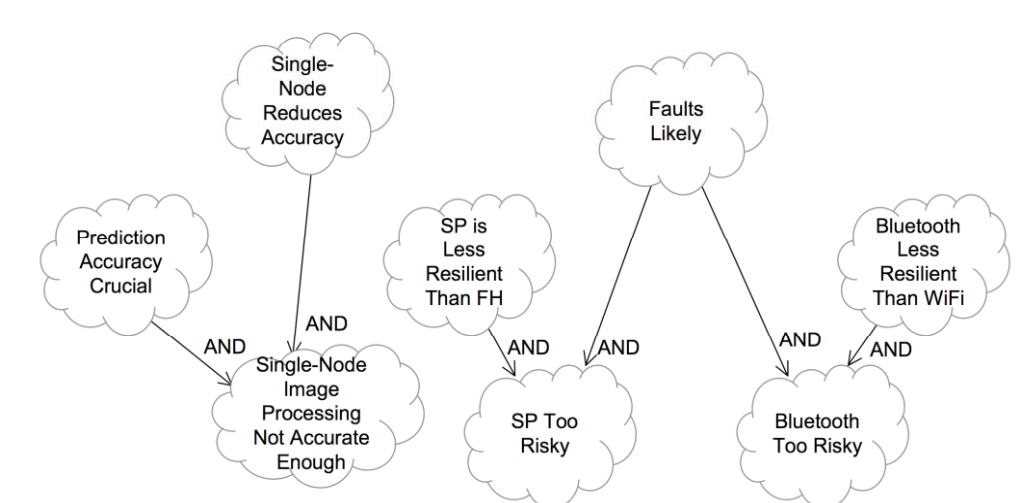 Single-
Node
Reduces
Accuracy
Faults
Likely
Prediction
Accuracy
Crucial
SP is
Less
Resilient
Than FH
Bluetooth
Less
Resilient
Than WiFi
AND
AND
AND
AND
AND
AND
Single-Node
Image
Processing
Not Accurate
Enough
SP Too
Risky
Bluetooth
Too Risky